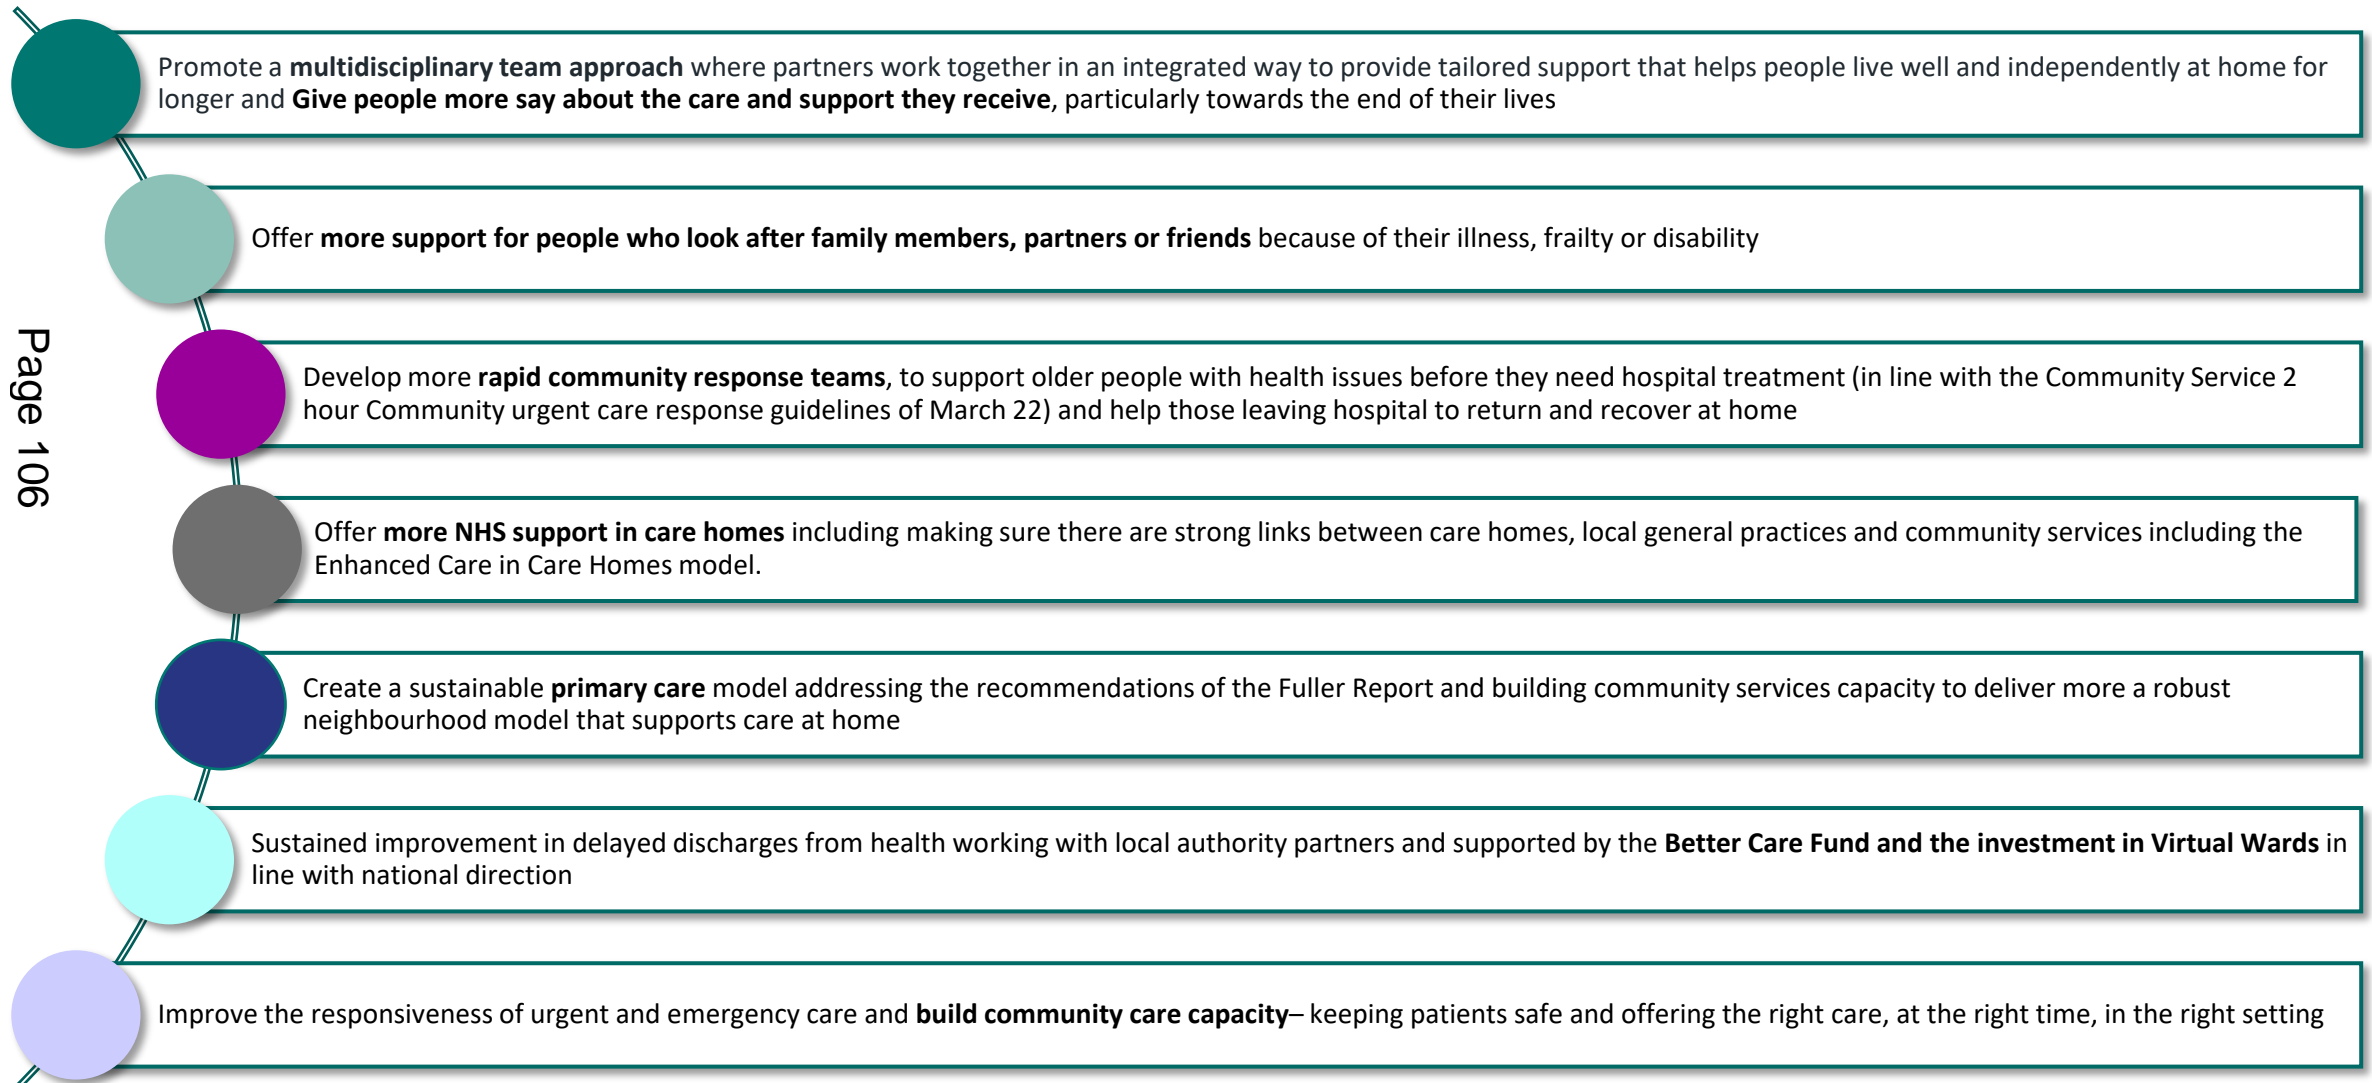 Promote a multidisciplinary team approach where partners work together in an integrated way to provide tailored support that helps people live well and independently at home for
longer and Give people more say about the care and support they receive, particularly towards the end of their lives
Offer more support for people who look after family members, partners or friends because of their illness, frailty or disability
Develop more rapid community response teams, to support older people with health issues before they need hospital treatment (in line with the Community Service 2
hour Community urgent care response guidelines of March 22) and help those leaving hospital to return and recover at home
Offer more NHS support in care homes including making sure there are strong links between care homes, local general practices and community services including the
Enhanced Care in Care Homes model.
Create a sustainable primary care model addressing the recommendations of the Fuller Report and building community services capacity to deliver more a robust
neighbourhood model that supports care at home
Sustained improvement in delayed discharges from health working with local authority partners and supported by the Better Care Fund and the investment in Virtual Wards in
line with national direction
Improve the responsiveness of urgent and emergency care and build community care capacity– keeping patients safe and offering the right care, at the right time, in the right setting
Page 106